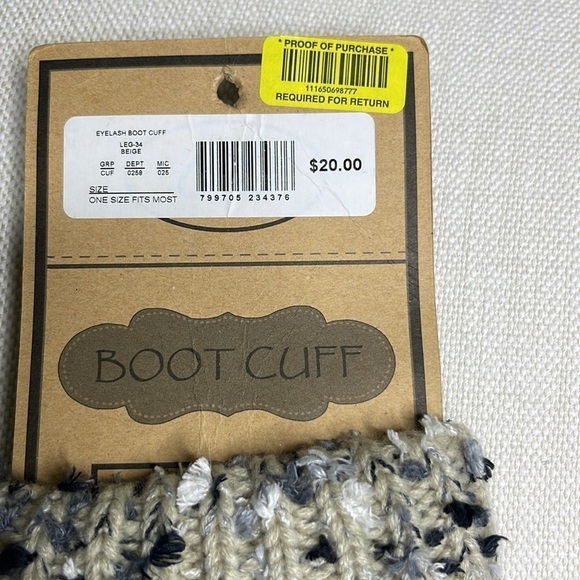 * PROOF OF PURCHASE *
111650698777
REQUIRED FOR RETURN
EYELASH BOOT CUFF
LEG-34
BEIGE
GRP DEPT MIC
CUF 0258 025
SIZE
ONE SIZE FITS MOST
799705 234376
$20.00
BOOT CUFF